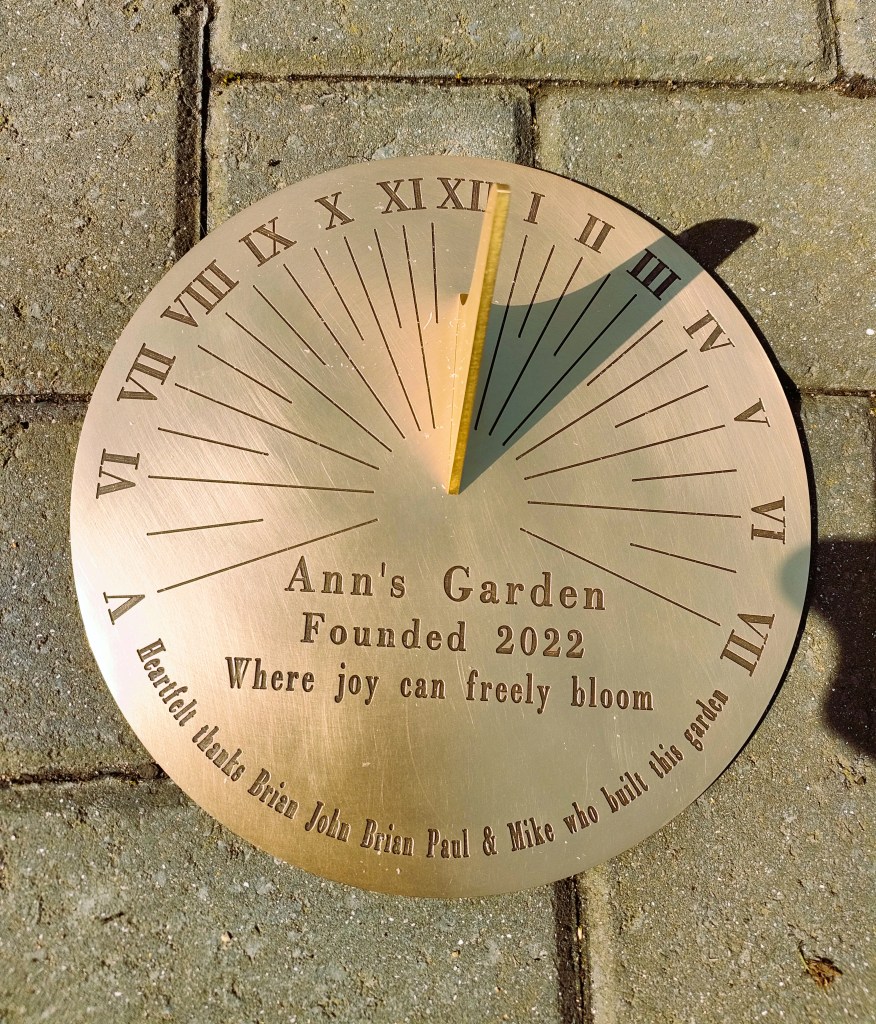 V VI VII VIII IX X XI XII I II III IV V VI VII
Ann's Garden
Founded 2022
Where joy can freely bloom
Heartfelt thanks Brian John Brian Paul & Mike who built this garden